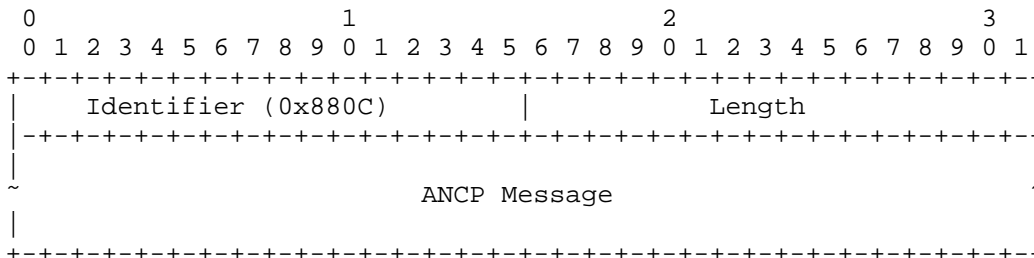 0                   1                   2                   3
 0 1 2 3 4 5 6 7 8 9 0 1 2 3 4 5 6 7 8 9 0 1 2 3 4 5 6 7 8 9 0 1
+-+-+-+-+-+-+-+-+-+-+-+-+-+-+-+-+-+-+-+-+-+-+-+-+-+-+-+-+-+-+-+--
|    Identifier (0x880C)        |           Length
|-+-+-+-+-+-+-+-+-+-+-+-+-+-+-+-+-+-+-+-+-+-+-+-+-+-+-+-+-+-+-+--
|
~                         ANCP Message                          ~
|
+-+-+-+-+-+-+-+-+-+-+-+-+-+-+-+-+-+-+-+-+-+-+-+-+-+-+-+-+-+-+-+--